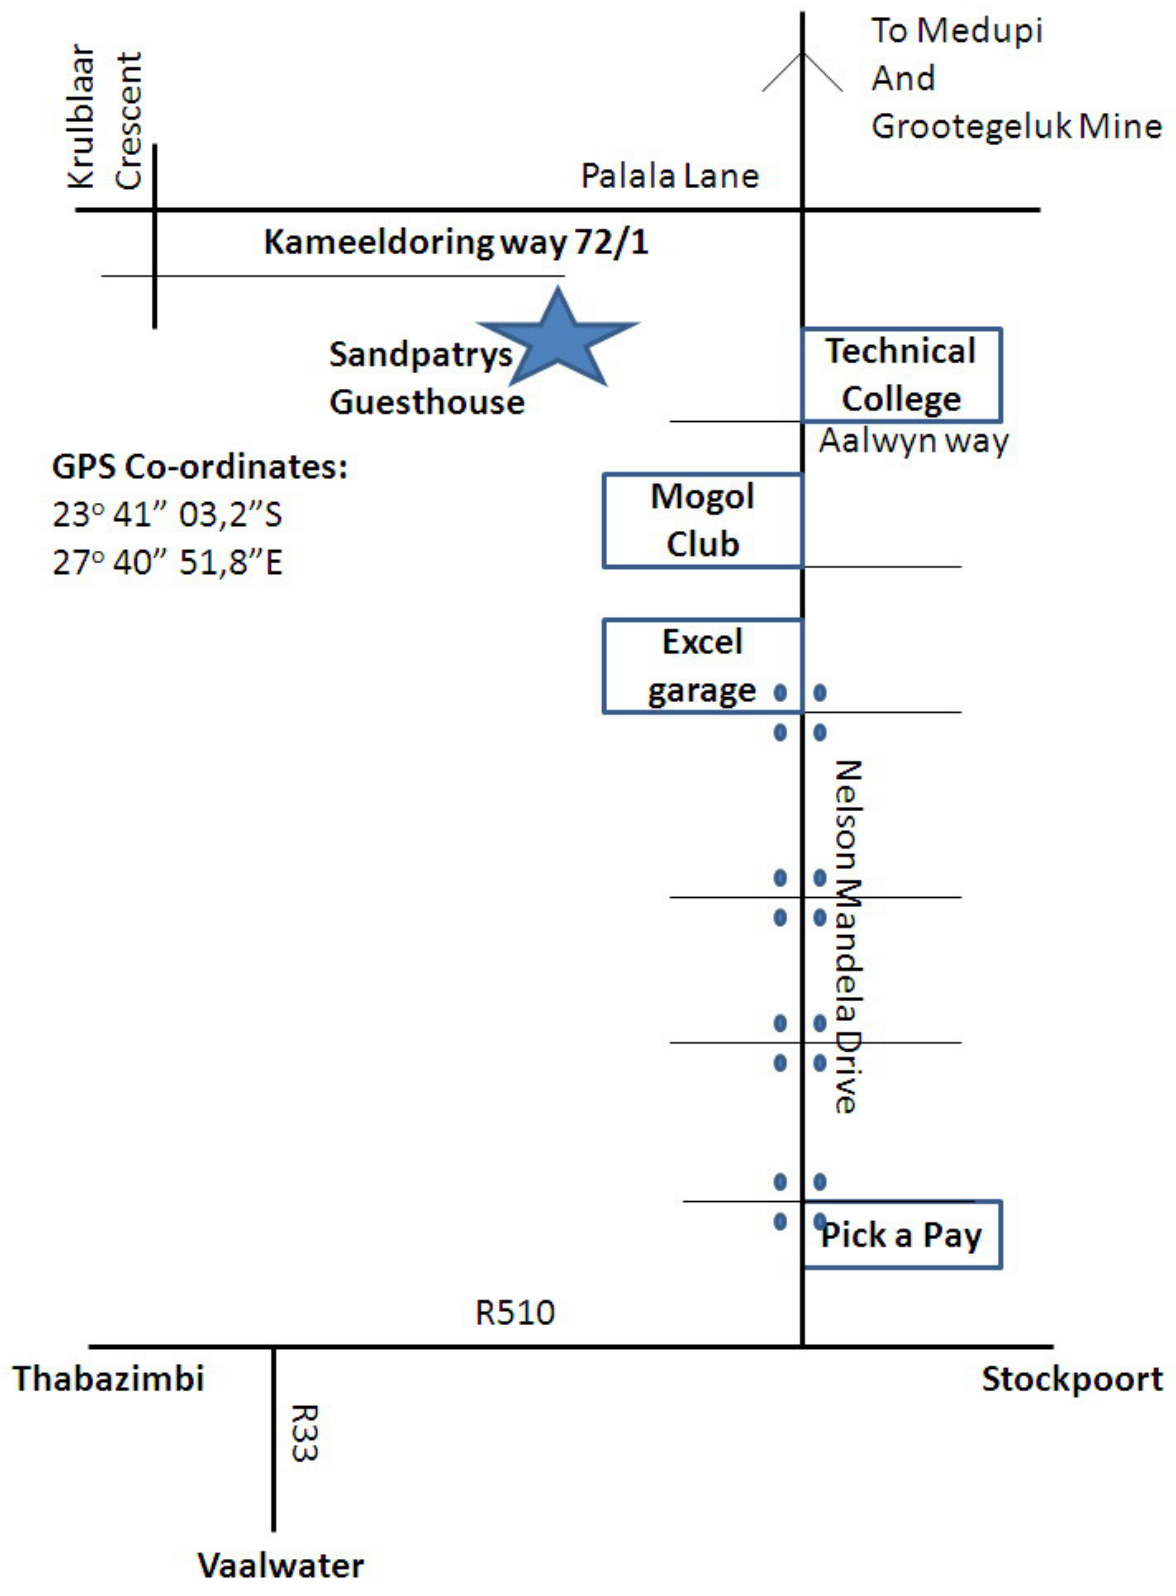 Krulblaar
Crescent
To Medupi
And
Grootegeluk Mine
Palala Lane
Kameeldoring way 72/1
Sandpatrys
Guesthouse
Technical
College
Aalwyn way
GPS Co-ordinates:
23° 41” 03,2”S
27° 40” 51,8”E
Mogol
Club
Excel
garage
Nelson Mandela Drive
Pick a Pay
R510
Thabazimbi
Stockpoort
R33
Vaalwater